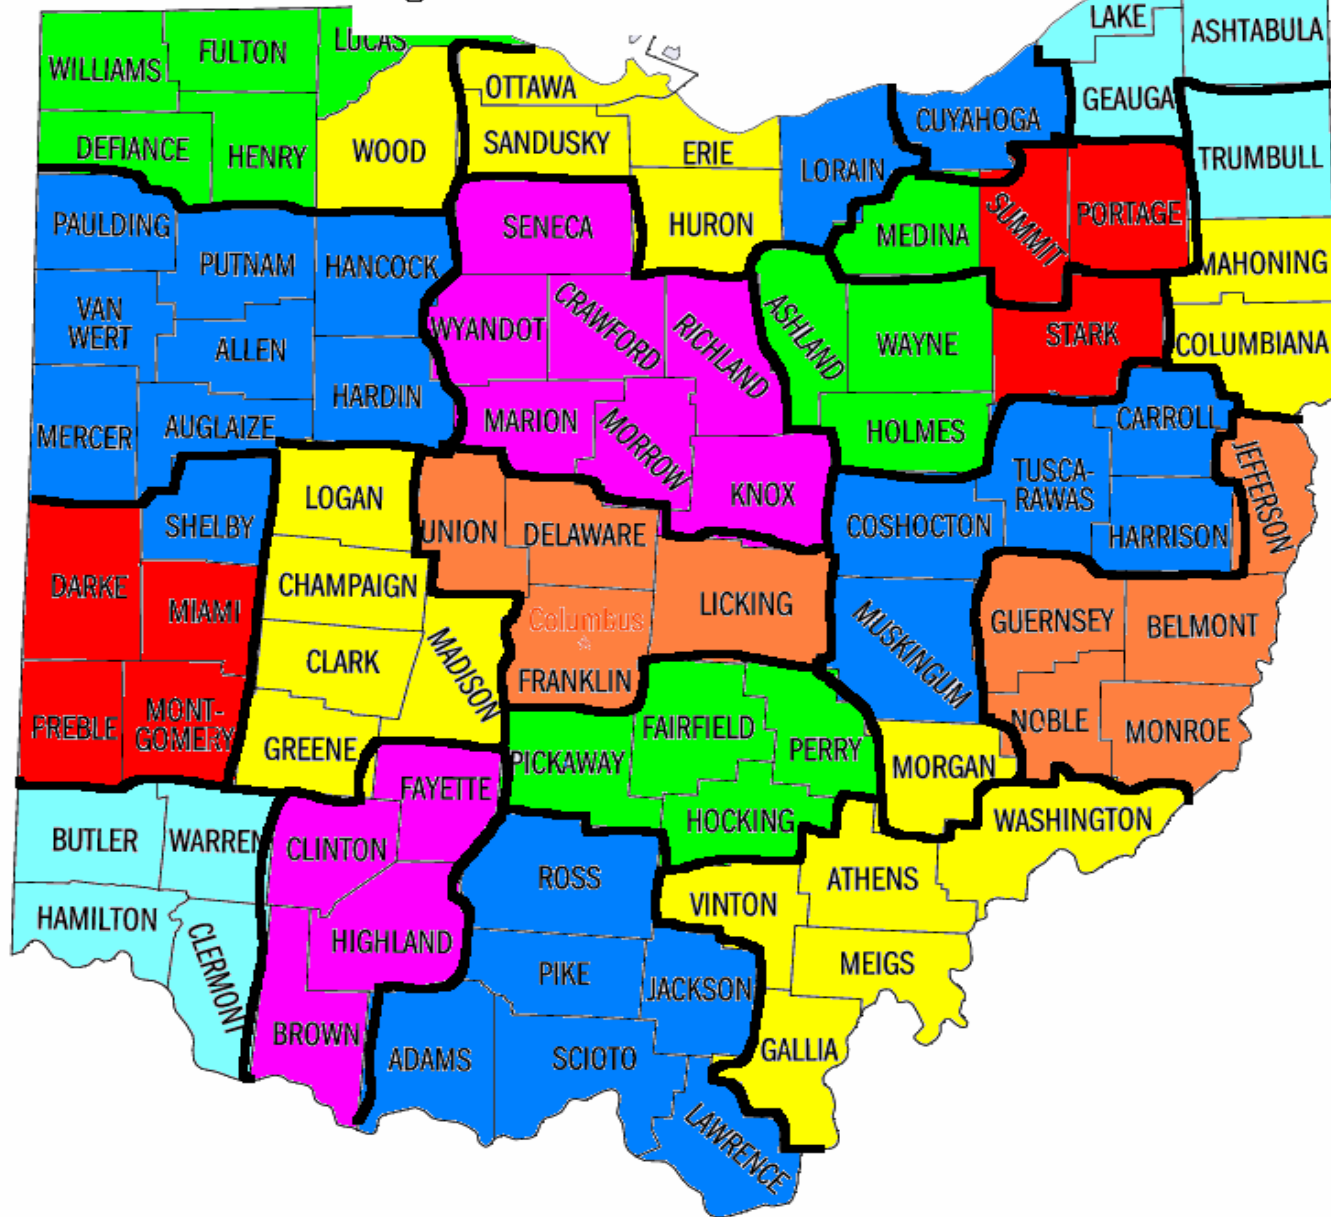 LAKE
ASHTABULA
WILLIAMS
FULTON
LUCAS
OTTAWA
GEAUGA
CUYAHOGA
DEFIANCE
HENRY
WOOD
SANDUSKY
ERIE
LORAIN
TRUMBULL
PAULDING
SENECA
HURON
MEDINA
SUMMIT
PORTAGE
PUTNAM
HANCOCK
MAHONING
VAN
WERT
ALLEN
WYANDOT
CRAWFORD
RICHLAND
ASHLAND
WAYNE
STARK
COLUMBIANA
MERCER
AUGLAIZE
HARDIN
MARION
MORROW
HOLMES
CARROLL
JEFFERSON
LOGAN
KNOX
TUSCA-
RAWAS
SHELBY
UNION
DELAWARE
COSHOCTON
HARRISON
DARKE
MIAMI
CHAMPAIGN
LICKING
MUSKINGUM
GUERNSEY
BELMONT
CLARK
MADISON
Columbus
FRANKLIN
PREBLE
MONT-
GOMERY
GREENE
PICKAWAY
FAIRFIELD
PERRY
MORGAN
NOBLE
MONROE
FAYETTE
HOCKING
WASHINGTON
BUTLER
WARREN
CLINTON
ROSS
VINTON
ATHENS
HAMILTON
CLERMONT
HIGHLAND
PIKE
JACKSON
MEIGS
BROWN
ADAMS
SCIOTO
GALLIA
LAWRENCE